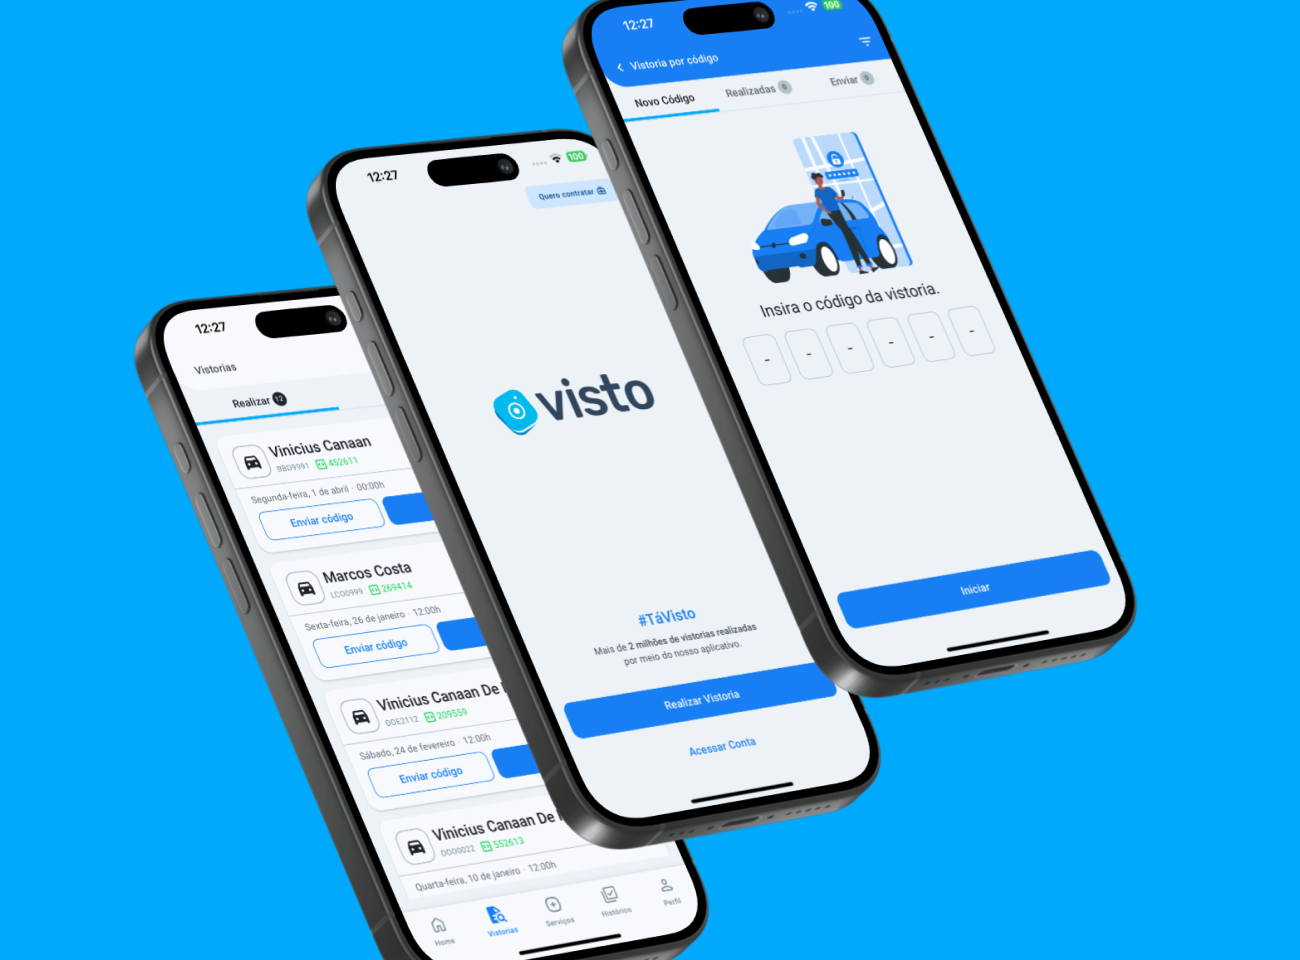 12:27
Vistorias
Realizar 12
Vinicius Canaan
BBD9991 452611
Segunda-feira, 1 de abril · 00:00h
Enviar código
Marcos Costa
LCO0999 269414
Sexta-feira, 26 de janeiro · 12:00h
Enviar código
Vinicius Canaan De
OOE2112 209559
Sábado, 24 de fevereiro · 12:00h
Enviar código
Vinicius Canaan De
OOO0022 552613
Quarta-feira, 10 de janeiro · 12:00h
Home Vistorias Serviços Histórico Perfil
12:27 100
Quero contratar
visto
#TáVisto
Mais de 2 milhões de vistorias realizadas
por meio do nosso aplicativo.
Realizar Vistoria
Acessar Conta
12:27 100
Vistoria por código
Novo Código Realizadas 0 Enviar 0
******
Insira o código da vistoria.
- - - - - -
Iniciar